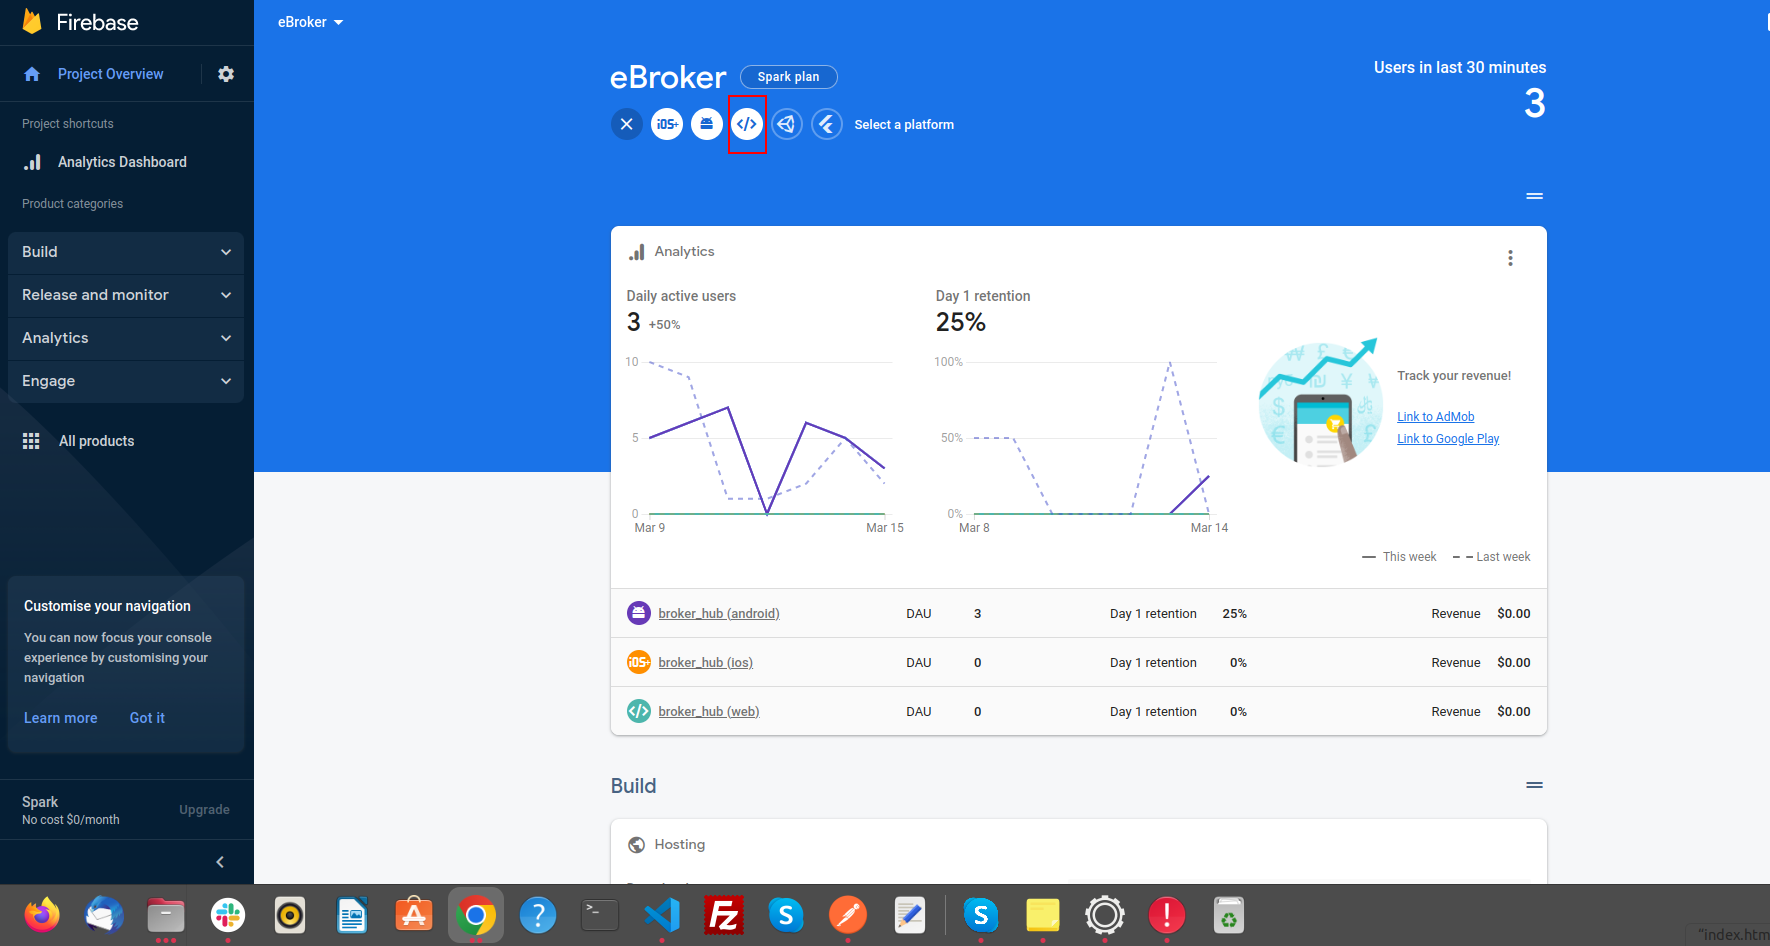 Firebase
eBroker
Project Overview
Project shortcuts
Analytics Dashboard
Product categories
Build
Release and monitor
Analytics
Engage
All products
Customise your navigation
You can now focus your console
experience by customising your
navigation
Learn more Got it
Spark
No cost $0/month
Upgrade
eBroker Spark plan
iOS+ </> Select a platform
Users in last 30 minutes
3
Analytics
Daily active users
3 +50%
10
5
0
Mar 9 Mar 15
Day 1 retention
25%
100%
50%
0%
Mar 8 Mar 14
Track your revenue!
Link to AdMob
Link to Google Play
This week Last week
broker_hub (android) DAU 3 Day 1 retention 25% Revenue $0.00
iOS+ broker_hub (ios) DAU 0 Day 1 retention 0% Revenue $0.00
</> broker_hub (web) DAU 0 Day 1 retention 0% Revenue $0.00
Build
Hosting
"index.htm